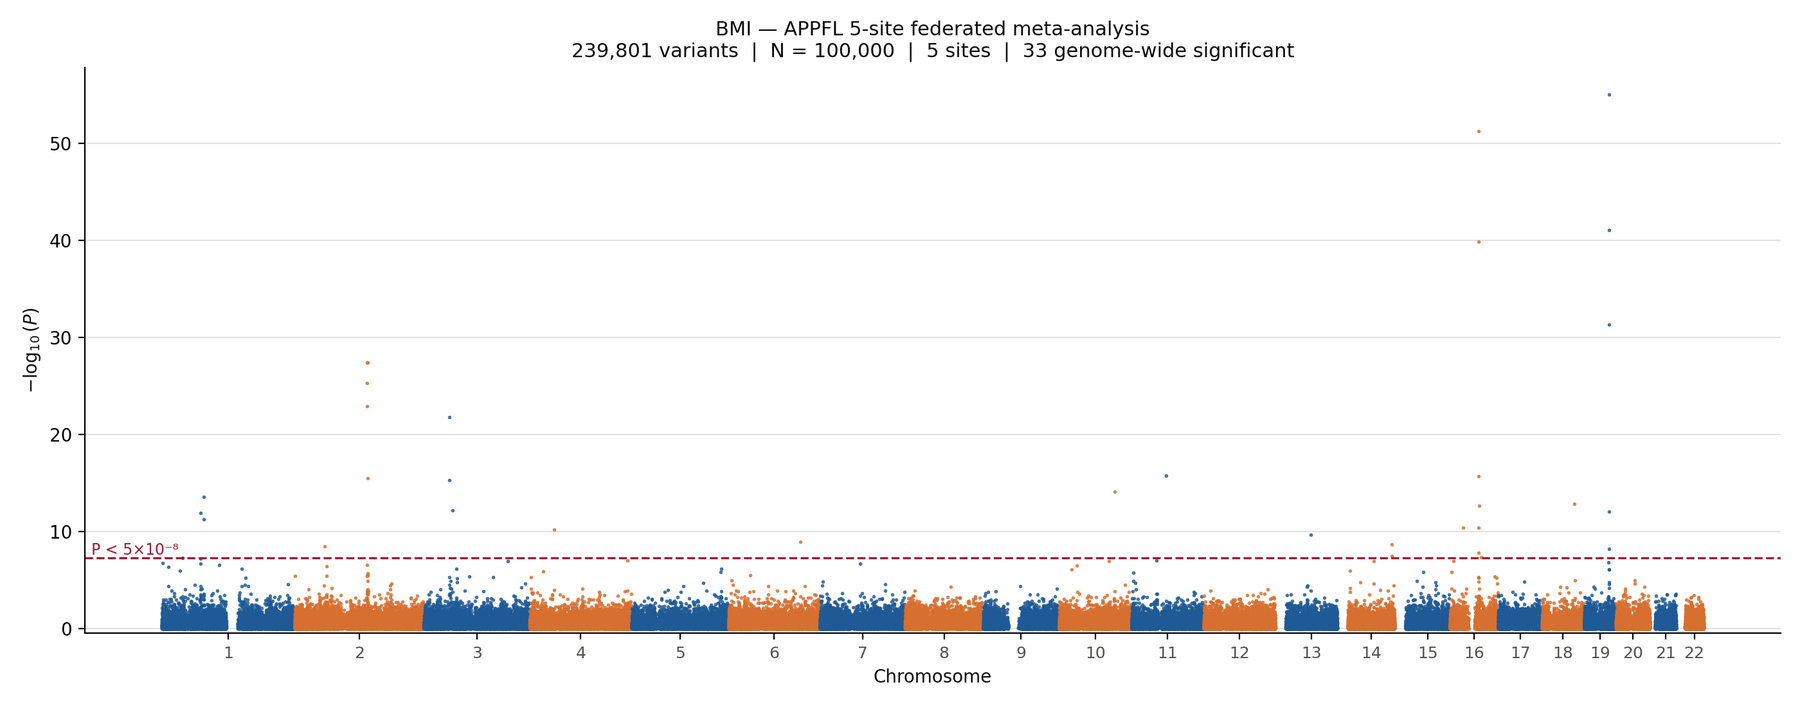 BMI — APPFL 5-site federated meta-analysis
239,801 variants | N = 100,000 | 5 sites | 33 genome-wide significant
−log₁₀(P)
50
40
30
20
10
0
P < 5×10⁻⁸
1 2 3 4 5 6 7 8 9 10 11 12 13 14 15 16 17 18 19 20 21 22
Chromosome